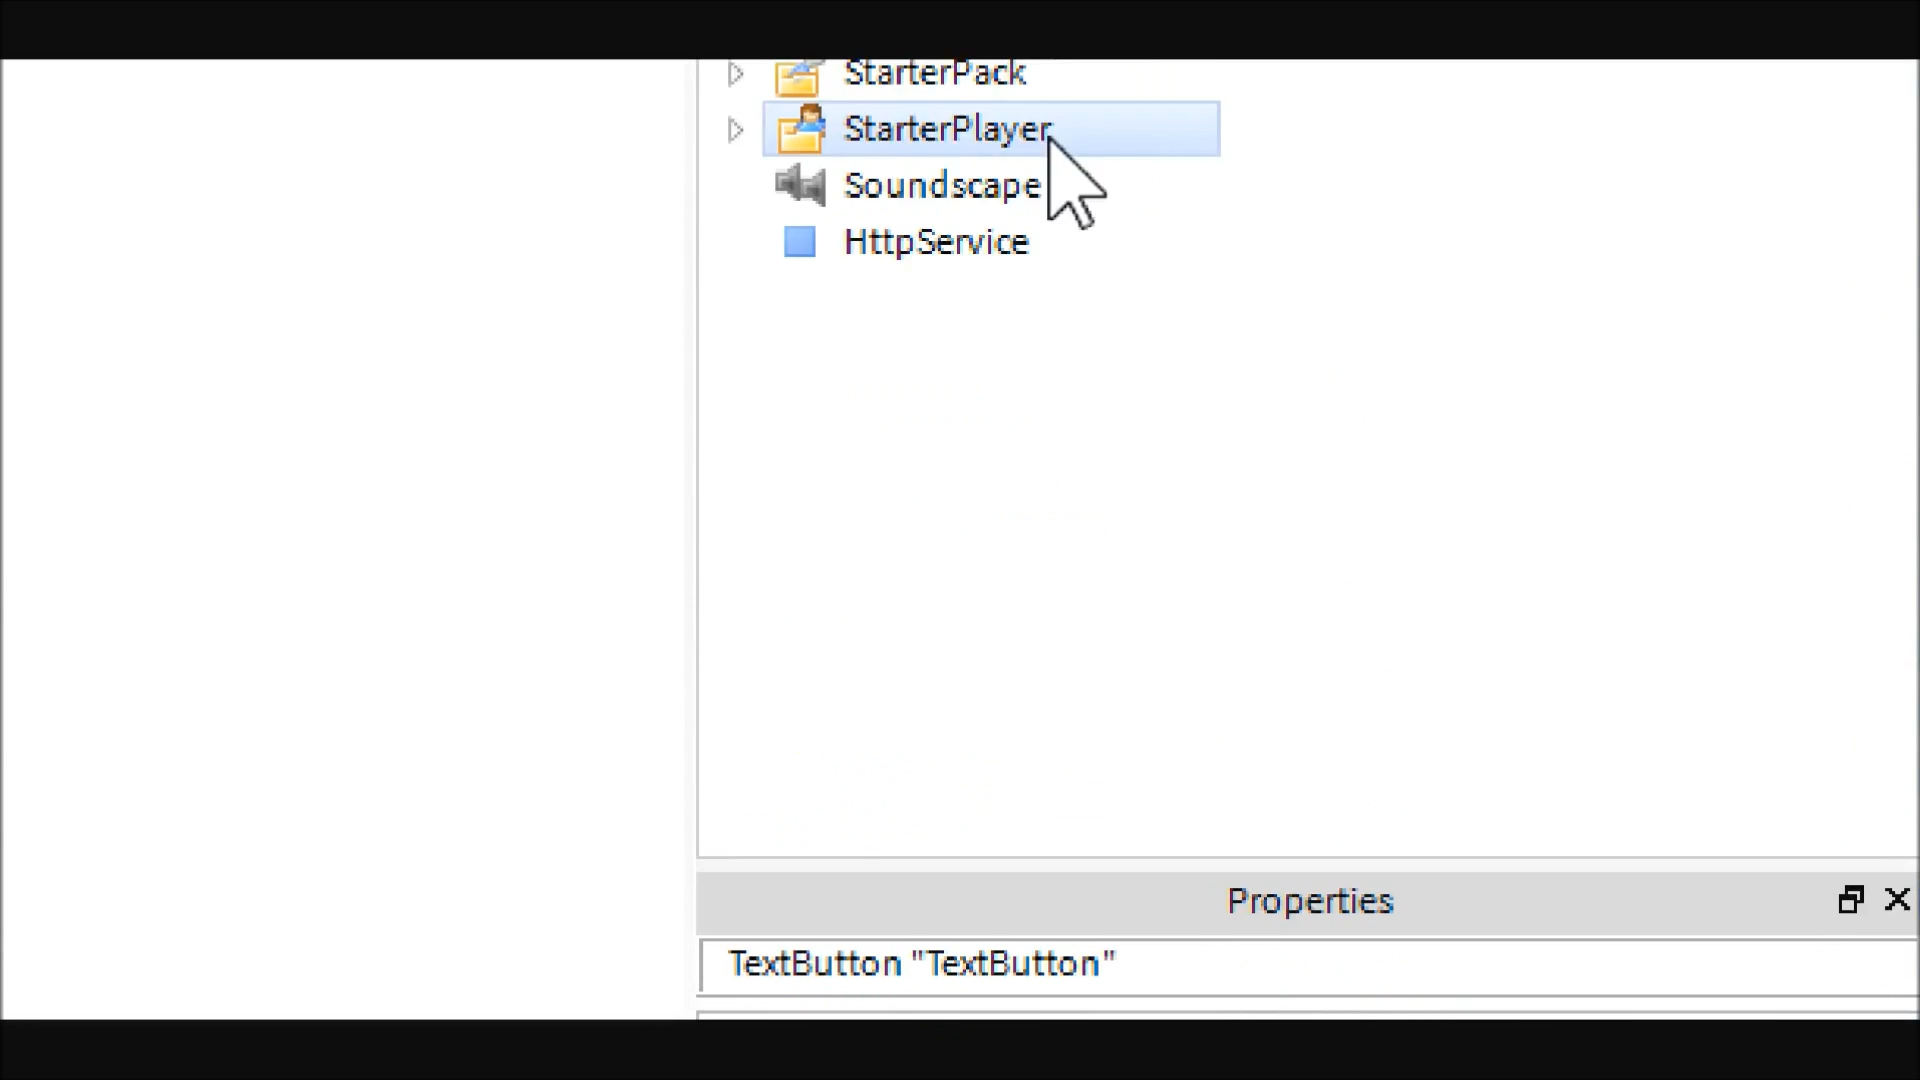 StarterPack
StarterPlayer
Soundscape
HttpService
Properties
TextButton "TextButton"